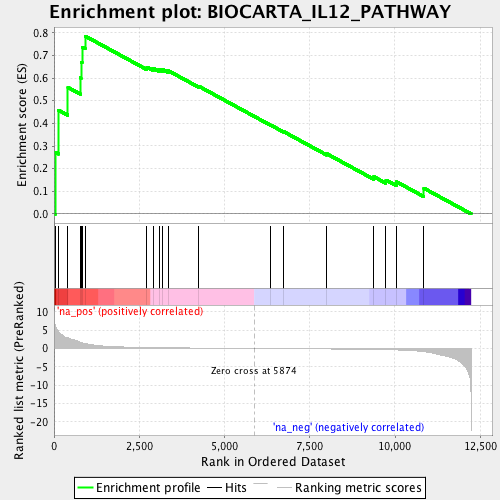 Enrichment plot: BIOCARTA_IL12_PATHWAY
Enrichment score (ES)
0.8
0.7
0.6
0.5
0.4
0.3
0.2
0.1
0.0
'na_pos' (positively correlated)
Ranked list metric (PreRanked)
10
5
0
-5
-10
-15
-20
Zero cross at 5874
'na_neg' (negatively correlated)
0 2,500 5,000 7,500 10,000 12,500
Rank in Ordered Dataset
Enrichment profile Hits Ranking metric scores